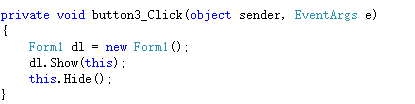 private void button3_Click(object sender, EventArgs e)
{
    Form1 dl = new Form1();
    dl.Show(this);
    this.Hide();
}